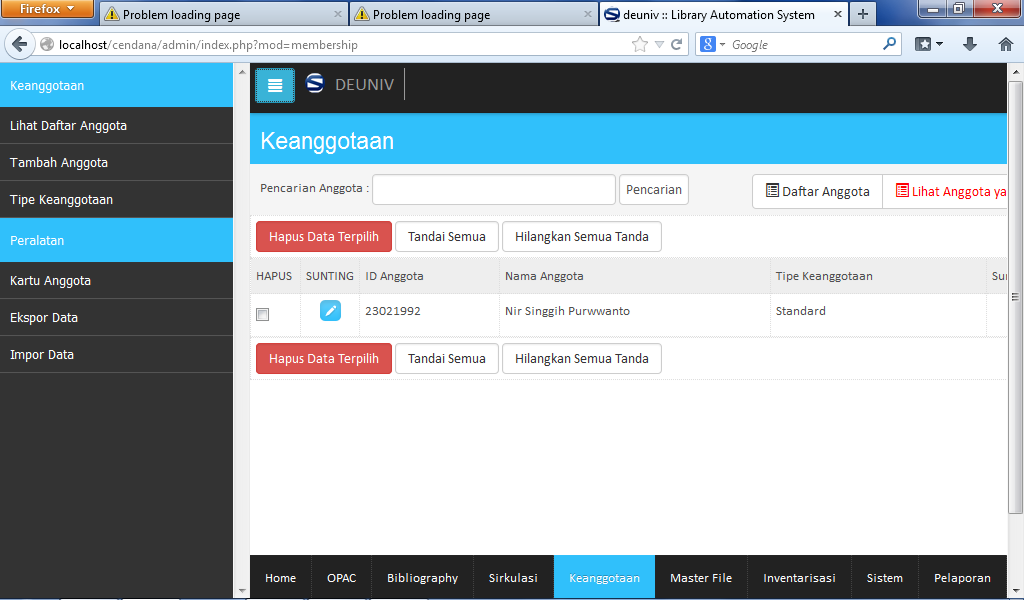 Firefox
Problem loading page
Problem loading page
deuniv :: Library Automation System
localhost/cendana/admin/index.php?mod=membership
Google
Keanggotaan
Lihat Daftar Anggota
Tambah Anggota
Tipe Keanggotaan
Peralatan
Kartu Anggota
Ekspor Data
Impor Data
DEUNIV
Keanggotaan
Pencarian Anggota :
Pencarian
Daftar Anggota
Lihat Anggota ya
Hapus Data Terpilih
Tandai Semua
Hilangkan Semua Tanda
HAPUS SUNTING ID Anggota Nama Anggota Tipe Keanggotaan Su
23021992 Nir Singgih Purwwanto Standard
Hapus Data Terpilih
Tandai Semua
Hilangkan Semua Tanda
Home OPAC Bibliography Sirkulasi Keanggotaan Master File Inventarisasi Sistem Pelaporan